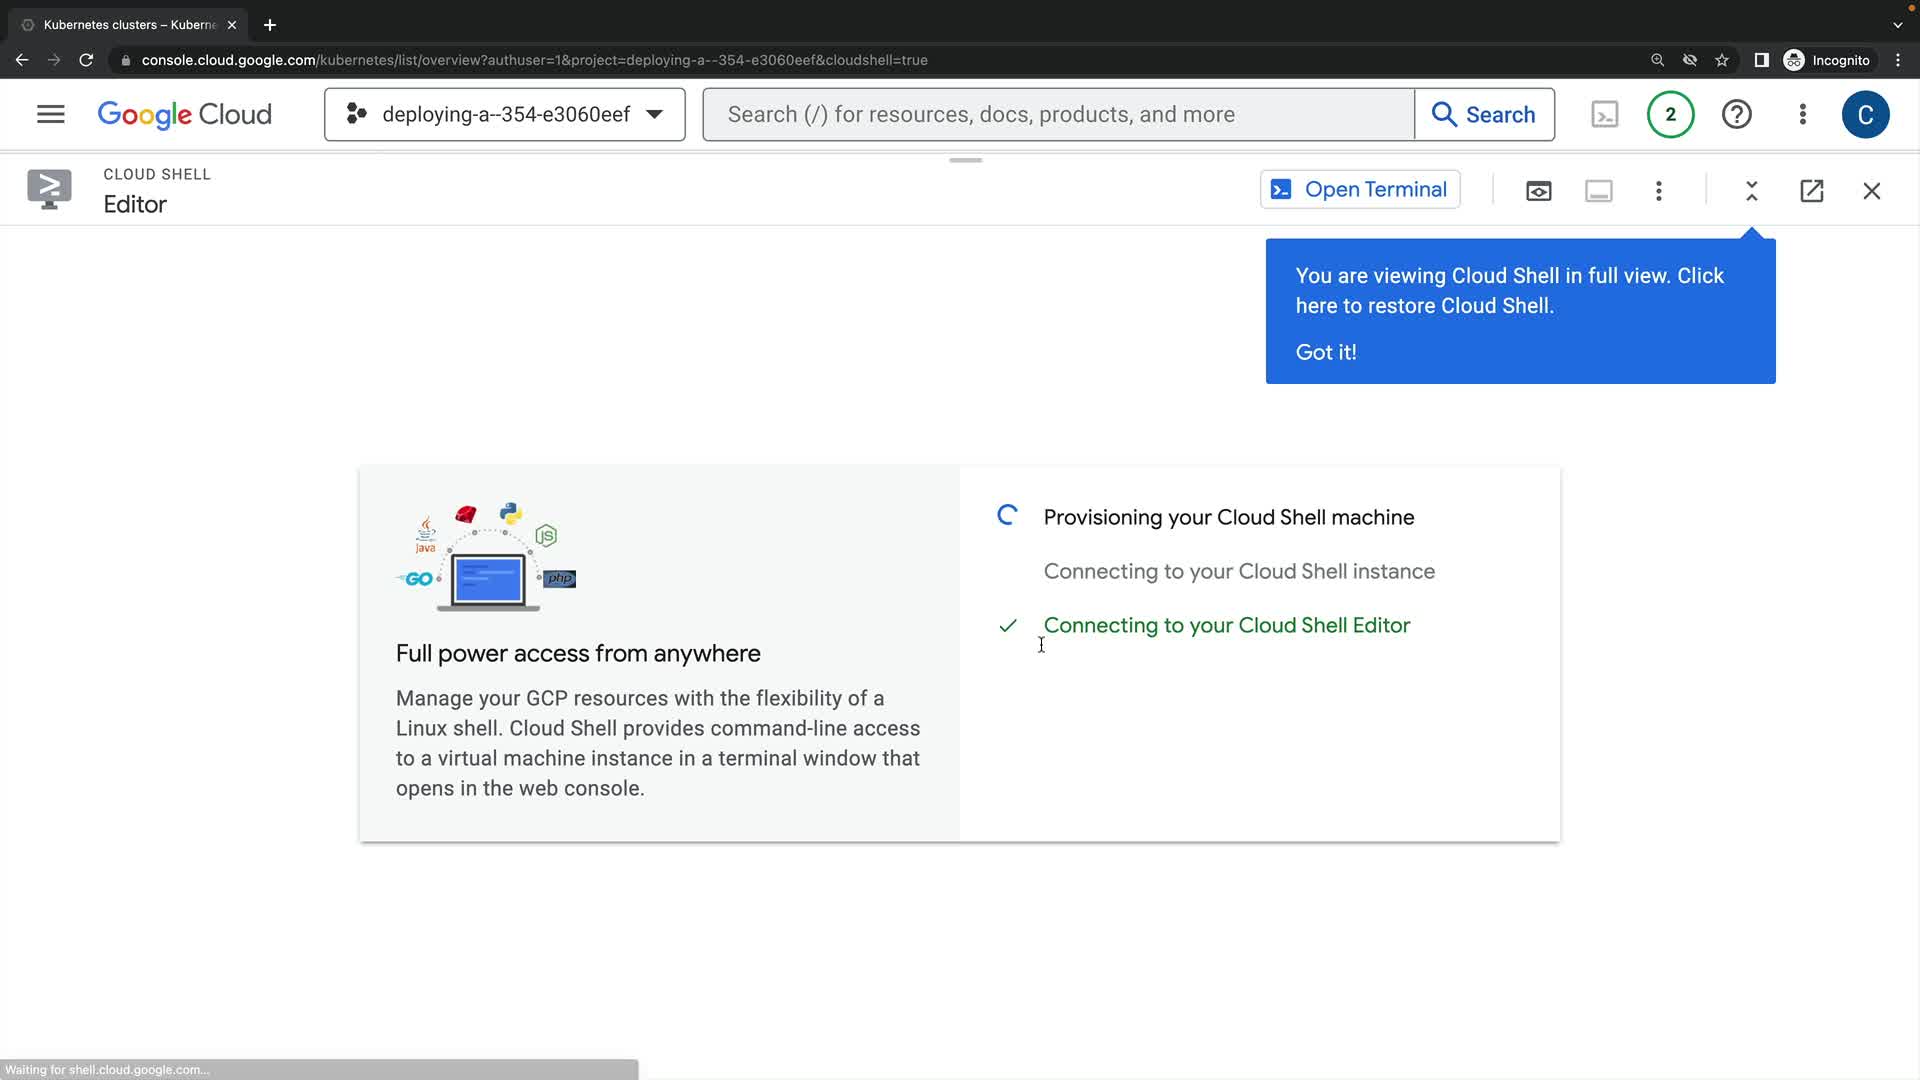 Kubernetes clusters – Kuberne
console.cloud.google.com/kubernetes/list/overview?authuser=1&project=deploying-a--354-e3060eef&cloudshell=true
Incognito
Google Cloud
deploying-a--354-e3060eef
Search (/) for resources, docs, products, and more
Search
2
C
CLOUD SHELL
Editor
Open Terminal
You are viewing Cloud Shell in full view. Click
here to restore Cloud Shell.
Got it!
Java
JS
GO
php
Full power access from anywhere
Manage your GCP resources with the flexibility of a
Linux shell. Cloud Shell provides command-line access
to a virtual machine instance in a terminal window that
opens in the web console.
Provisioning your Cloud Shell machine
Connecting to your Cloud Shell instance
Connecting to your Cloud Shell Editor
Waiting for shell.cloud.google.com...